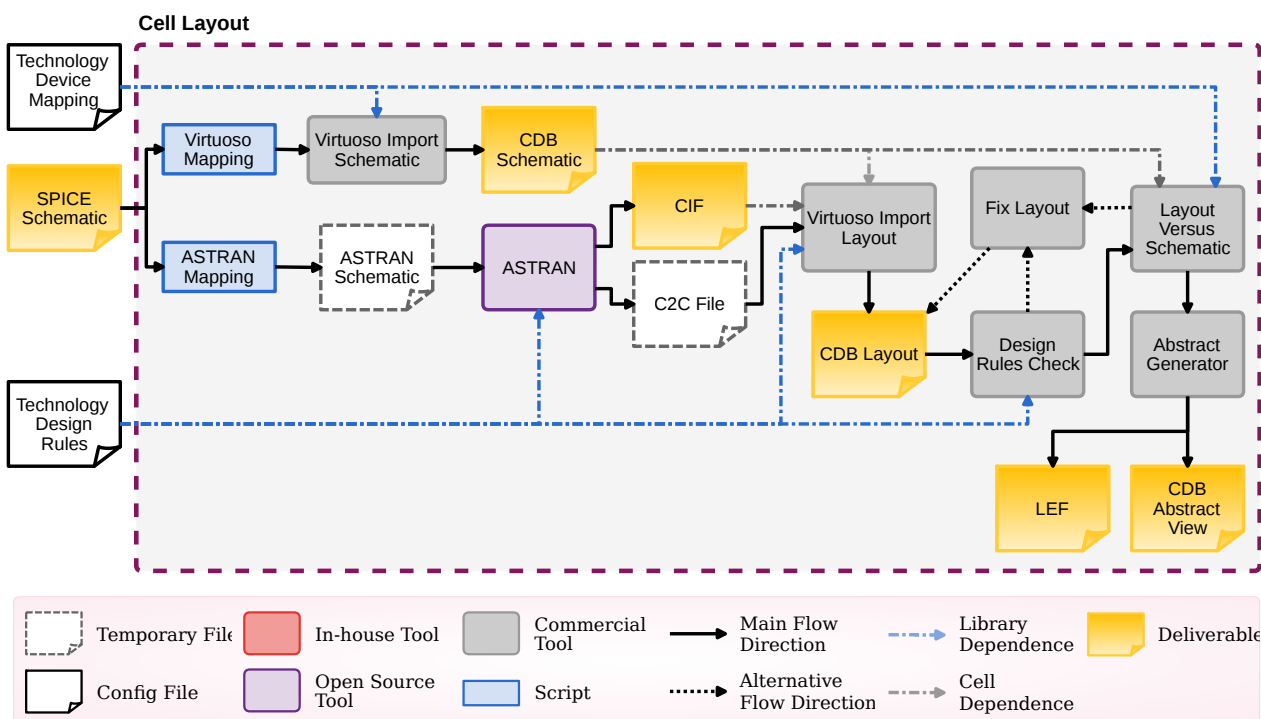 Cell Layout
Technology
Device
Mapping
Virtuoso
Mapping
Virtuoso Import
Schematic
CDB
Schematic
SPICE
Schematic
CIF
Virtuoso Import
Layout
Fix Layout
Layout
Versus
Schematic
ASTRAN
Mapping
ASTRAN
Schematic
ASTRAN
C2C File
CDB Layout
Design
Rules Check
Abstract
Generator
Technology
Design
Rules
LEF
CDB
Abstract
View
Temporary File
In-house Tool
Commercial
Tool
Main Flow
Direction
Library
Dependence
Deliverable
Config File
Open Source
Tool
Script
Alternative
Flow Direction
Cell
Dependence